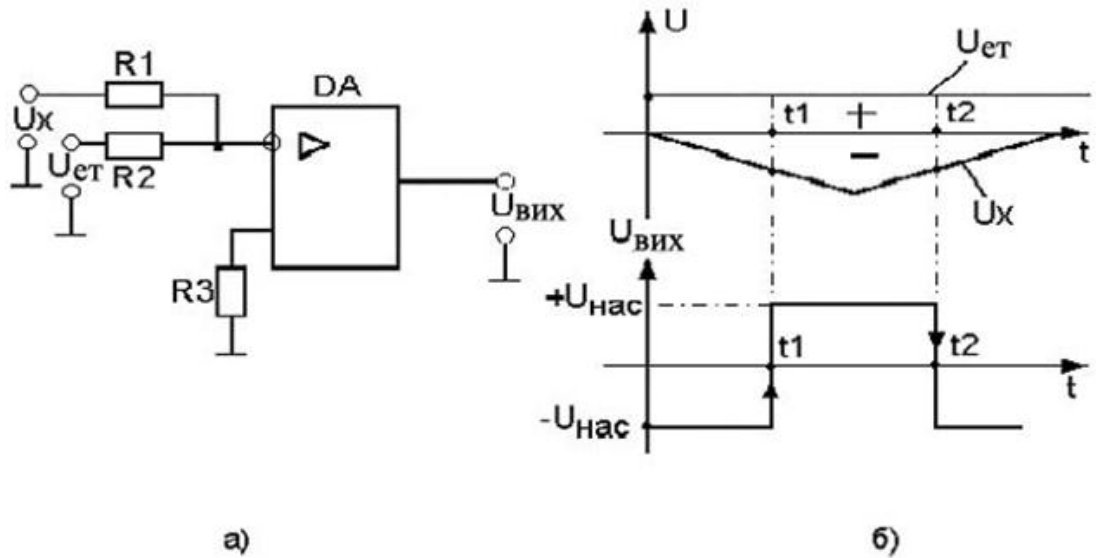 R1
DA
Ux
Uет
R2
Uвих
R3
а)
U
Uет
t1
+
t2
−
t
Ux
Uвих
+Uнас
t1
t2
t
-Uнас
б)